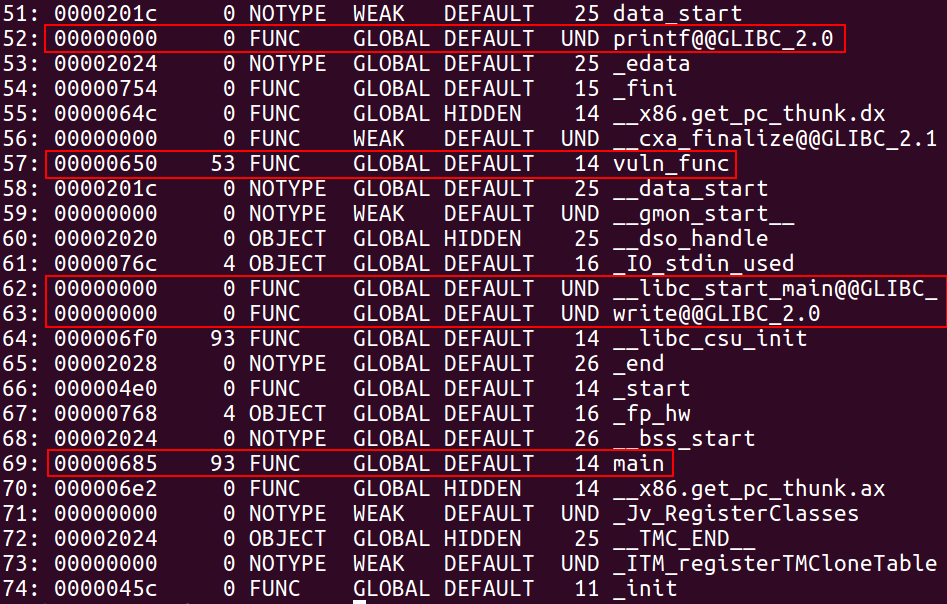 51: 0000201c 0 NOTYPE WEAK DEFAULT 25 data_start
52: 00000000 0 FUNC GLOBAL DEFAULT UND printf@@GLIBC_2.0
53: 00002024 0 NOTYPE GLOBAL DEFAULT 25 _edata
54: 00000754 0 FUNC GLOBAL DEFAULT 15 _fini
55: 0000064c 0 FUNC GLOBAL HIDDEN 14 __x86.get_pc_thunk.dx
56: 00000000 0 FUNC WEAK DEFAULT UND __cxa_finalize@@GLIBC_2.1
57: 00000650 53 FUNC GLOBAL DEFAULT 14 vuln_func
58: 0000201c 0 NOTYPE GLOBAL DEFAULT 25 __data_start
59: 00000000 0 NOTYPE WEAK DEFAULT UND __gmon_start__
60: 00002020 0 OBJECT GLOBAL HIDDEN 25 __dso_handle
61: 0000076c 4 OBJECT GLOBAL DEFAULT 16 _IO_stdin_used
62: 00000000 0 FUNC GLOBAL DEFAULT UND __libc_start_main@@GLIBC_
63: 00000000 0 FUNC GLOBAL DEFAULT UND write@@GLIBC_2.0
64: 000006f0 93 FUNC GLOBAL DEFAULT 14 __libc_csu_init
65: 00002028 0 NOTYPE GLOBAL DEFAULT 26 _end
66: 000004e0 0 FUNC GLOBAL DEFAULT 14 _start
67: 00000768 4 OBJECT GLOBAL DEFAULT 16 _fp_hw
68: 00002024 0 NOTYPE GLOBAL DEFAULT 26 __bss_start
69: 00000685 93 FUNC GLOBAL DEFAULT 14 main
70: 000006e2 0 FUNC GLOBAL HIDDEN 14 __x86.get_pc_thunk.ax
71: 00000000 0 NOTYPE WEAK DEFAULT UND _Jv_RegisterClasses
72: 00002024 0 OBJECT GLOBAL HIDDEN 25 __TMC_END__
73: 00000000 0 NOTYPE WEAK DEFAULT UND _ITM_registerTMCloneTable
74: 0000045c 0 FUNC GLOBAL DEFAULT 11 _init